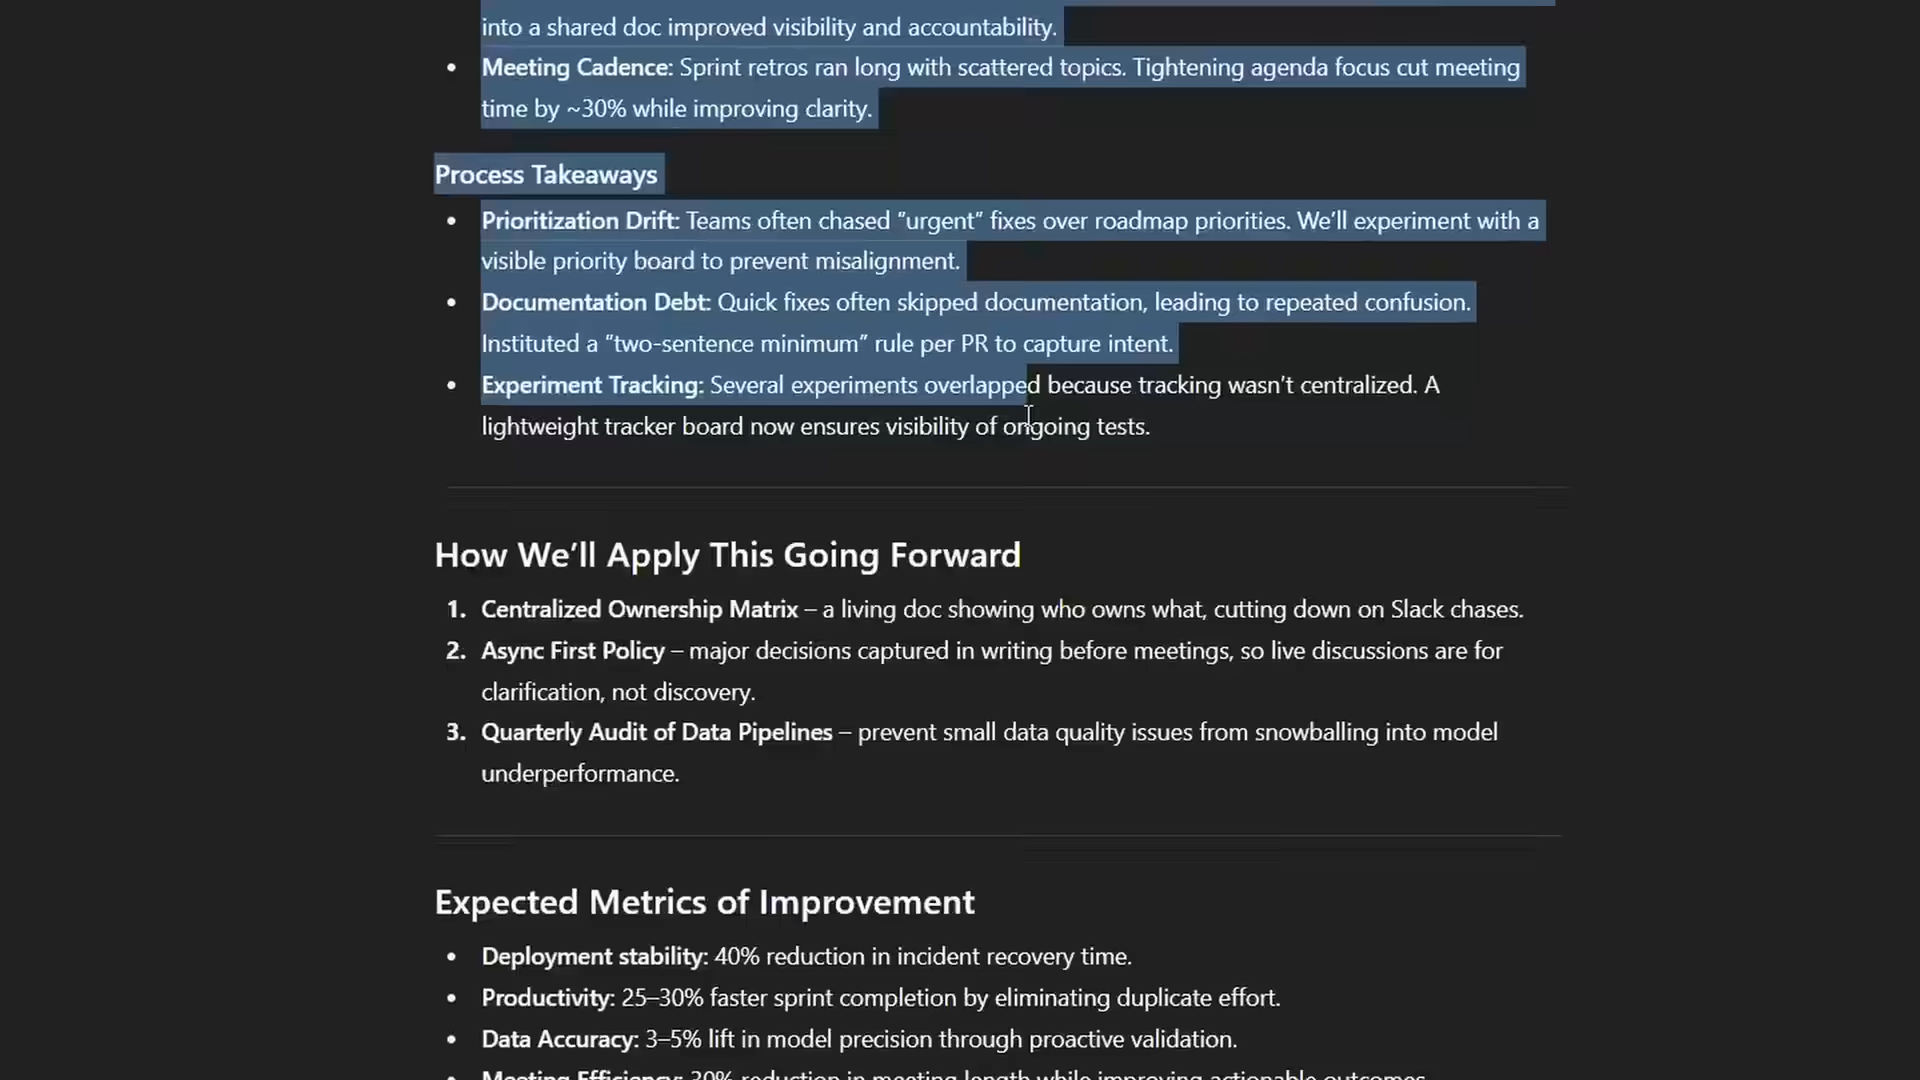 into a shared doc improved visibility and accountability.
• Meeting Cadence: Sprint retros ran long with scattered topics. Tightening agenda focus cut meeting
time by ~30% while improving clarity.
Process Takeaways
• Prioritization Drift: Teams often chased “urgent” fixes over roadmap priorities. We’ll experiment with a
visible priority board to prevent misalignment.
• Documentation Debt: Quick fixes often skipped documentation, leading to repeated confusion.
Instituted a “two-sentence minimum” rule per PR to capture intent.
• Experiment Tracking: Several experiments overlapped because tracking wasn’t centralized. A
lightweight tracker board now ensures visibility of ongoing tests.
How We’ll Apply This Going Forward
1. Centralized Ownership Matrix – a living doc showing who owns what, cutting down on Slack chases.
2. Async First Policy – major decisions captured in writing before meetings, so live discussions are for
clarification, not discovery.
3. Quarterly Audit of Data Pipelines – prevent small data quality issues from snowballing into model
underperformance.
Expected Metrics of Improvement
• Deployment stability: 40% reduction in incident recovery time.
• Productivity: 25–30% faster sprint completion by eliminating duplicate effort.
• Data Accuracy: 3–5% lift in model precision through proactive validation.
• Meeting Efficiency: 30% reduction in meeting length while improving actionable outcomes.